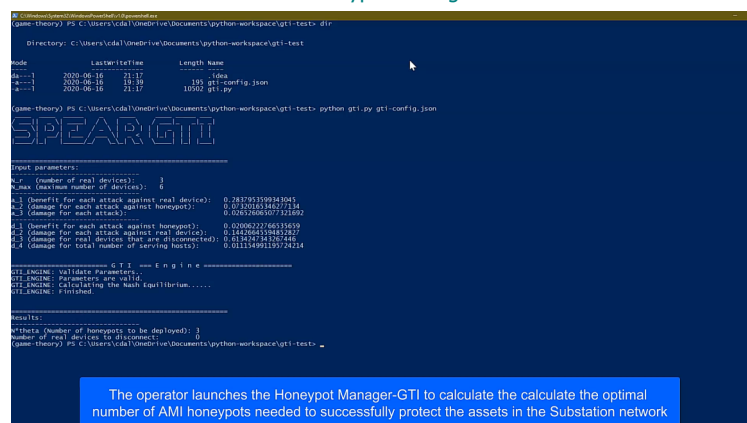 C:\Windows\System32\WindowsPowerShell\v1.0\powershell.exe
(game-theory) PS C:\Users\cdal\OneDrive\Documents\python-workspace\gti-test> dir
Directory: C:\Users\cdal\OneDrive\Documents\python-workspace\gti-test
Mode LastWriteTime Length Name
---- ------------- ------ ----
da---l 2020-06-16 21:17 .idea
-a---l 2020-06-16 19:39 195 gti-config.json
-a---l 2020-06-16 21:17 10502 gti.py
(game-theory) PS C:\Users\cdal\OneDrive\Documents\python-workspace\gti-test> python gti.py gti-config.json
SPEAR GTI
Input parameters:
N_r (number of real devices): 3
N_max (maximum number of devices): 6
a_1 (benefit for each attack against real device): 0.2837953599343045
a_2 (damage for each attack against honeypot): 0.07320165346277134
a_3 (damage for each attack): 0.026526065077321692
d_1 (benefit for each attack against honeypot): 0.02006222766535659
d_2 (damage for each attack against real device): 0.14426645594852827
d_3 (damage for real devices that are disconnected): 0.6134247343267446
d_4 (damage for total number of serving hosts): 0.011154991195724214
======================== G T I === E n g i n e ======================
GTI_ENGINE: Validate Parameters..
GTI_ENGINE: Parameters are valid.
GTI_ENGINE: Calculating the Nash Equilibrium......
GTI_ENGINE: Finished.
Results:
N*theta (Number of honeypots to be deployed): 3
Number of real devices to disconnect: 0
(game-theory) PS C:\Users\cdal\OneDrive\Documents\python-workspace\gti-test> _
The operator launches the Honeypot Manager-GTI to calculate the calculate the optimal
number of AMI honeypots needed to successfully protect the assets in the Substation network